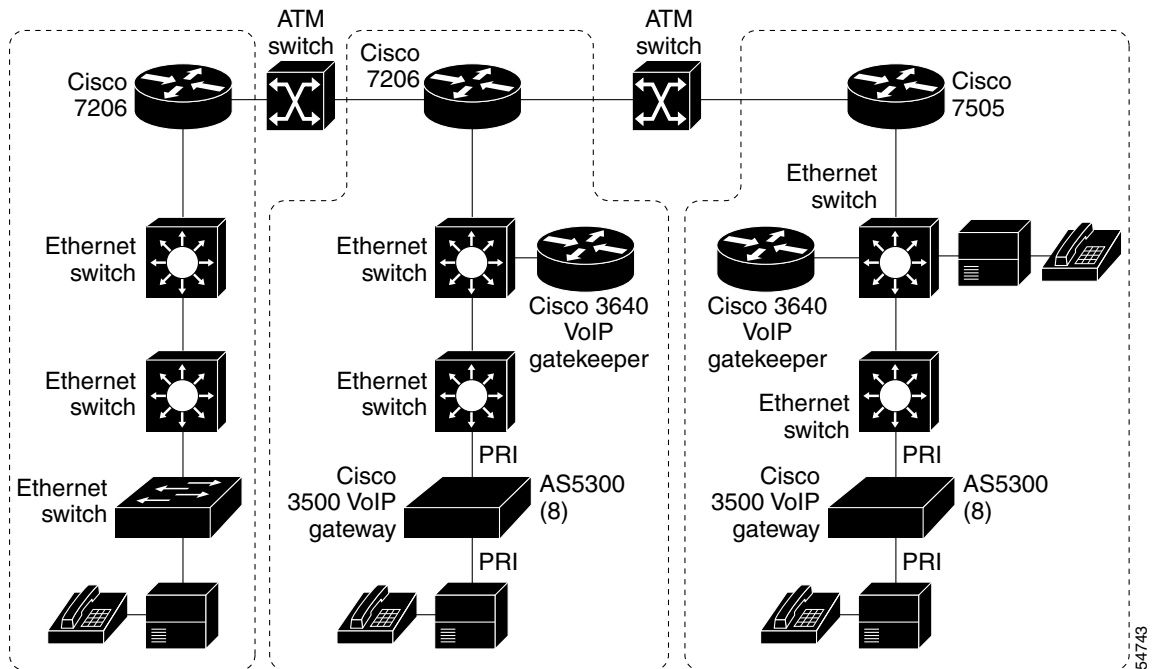 ATM
switch
Cisco
7206
Cisco
7206
ATM
switch
Cisco
7505
Ethernet
switch
Ethernet
switch
Ethernet
switch
Cisco 3640
VoIP
gatekeeper
Cisco 3640
VoIP
gatekeeper
Ethernet
switch
Ethernet
switch
Ethernet
switch
PRI
PRI
Ethernet
switch
Cisco
3500 VoIP
gateway
AS5300
(8)
Cisco
3500 VoIP
gateway
AS5300
(8)
PRI
PRI
54743